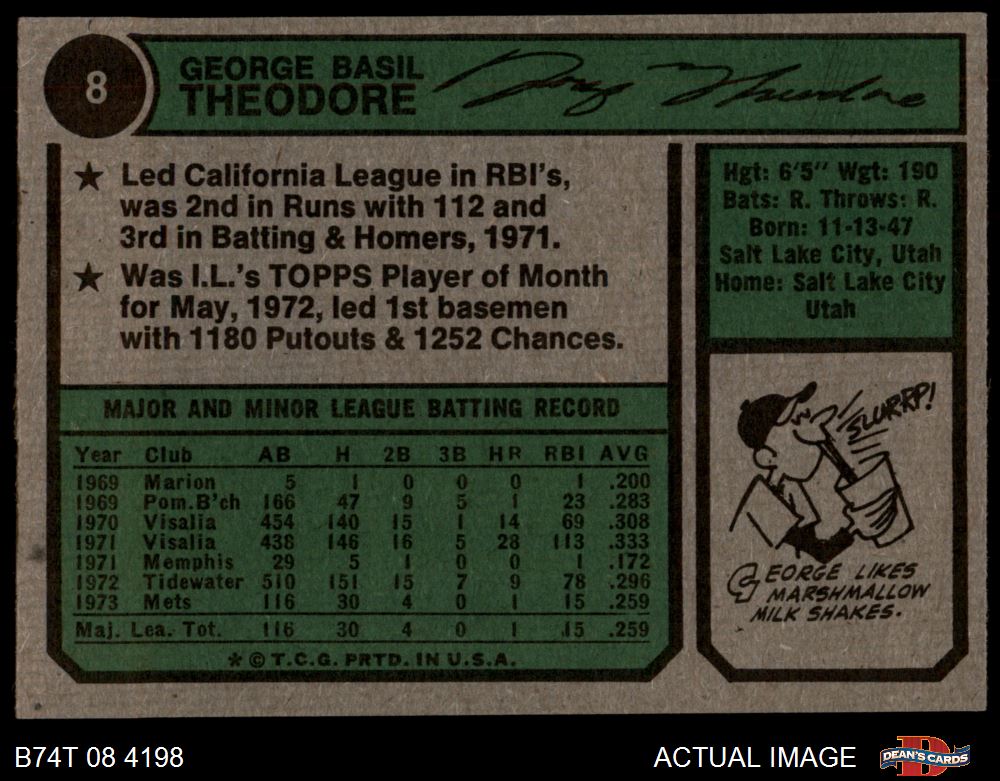 8
GEORGE BASIL
THEODORE
George Theodore
★ Led California League in RBI's,
was 2nd in Runs with 112 and
3rd in Batting & Homers, 1971.
★ Was I.L.'s TOPPS Player of Month
for May, 1972, led 1st basemen
with 1180 Putouts & 1252 Chances.
MAJOR AND MINOR LEAGUE BATTING RECORD
Year Club AB H 2B 3B HR RBI AVG
1969 Marion 5 1 0 0 0 1 .200
1969 Pom.B'ch 166 47 9 5 1 23 .283
1970 Visalia 454 140 15 1 14 69 .308
1971 Visalia 438 146 16 5 28 113 .333
1971 Memphis 29 5 1 0 0 1 .172
1972 Tidewater 510 151 15 7 9 78 .296
1973 Mets 116 30 4 0 1 15 .259
Maj. Lea. Tot. 116 30 4 0 1 15 .259
* © T.C.G. PRTD. IN U.S.A.
Hgt: 6'5" Wgt: 190
Bats: R. Throws: R.
Born: 11-13-47
Salt Lake City, Utah
Home: Salt Lake City
Utah
SLURRP!
GEORGE LIKES
MARSHMALLOW
MILK SHAKES.
B74T 08 4198
ACTUAL IMAGE
DEAN'S CARDS